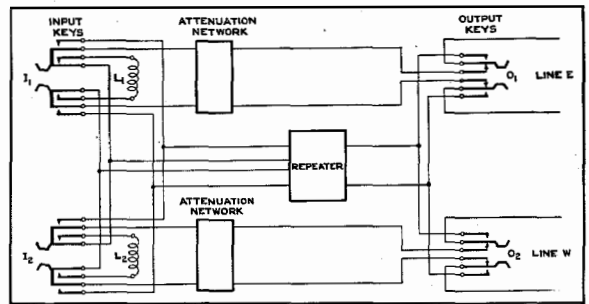 INPUT
KEYS
ATTENUATION
NETWORK
OUTPUT
KEYS
I1
L1
O1 LINE E
REPEATER
ATTENUATION
NETWORK
I2
L2
O2 LINE W